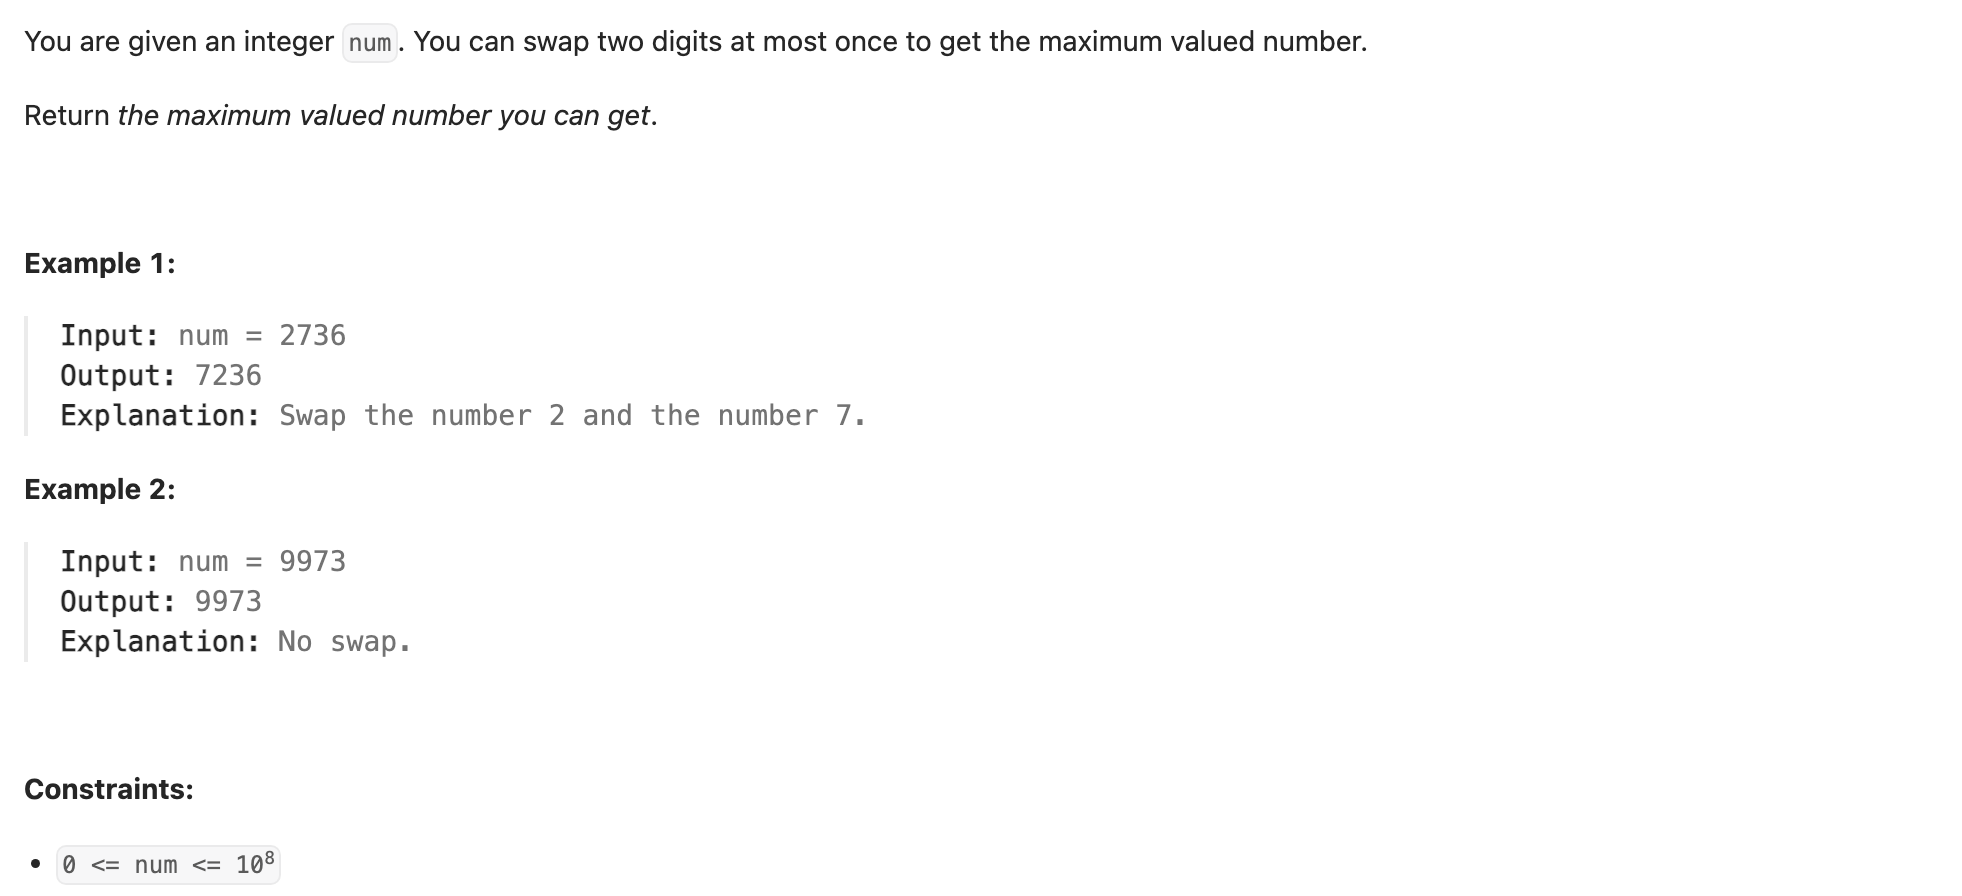 You are given an integer num. You can swap two digits at most once to get the maximum valued number.
Return the maximum valued number you can get.
Example 1:
Input: num = 2736
Output: 7236
Explanation: Swap the number 2 and the number 7.
Example 2:
Input: num = 9973
Output: 9973
Explanation: No swap.
Constraints:
• 0 <= num <= 10⁸